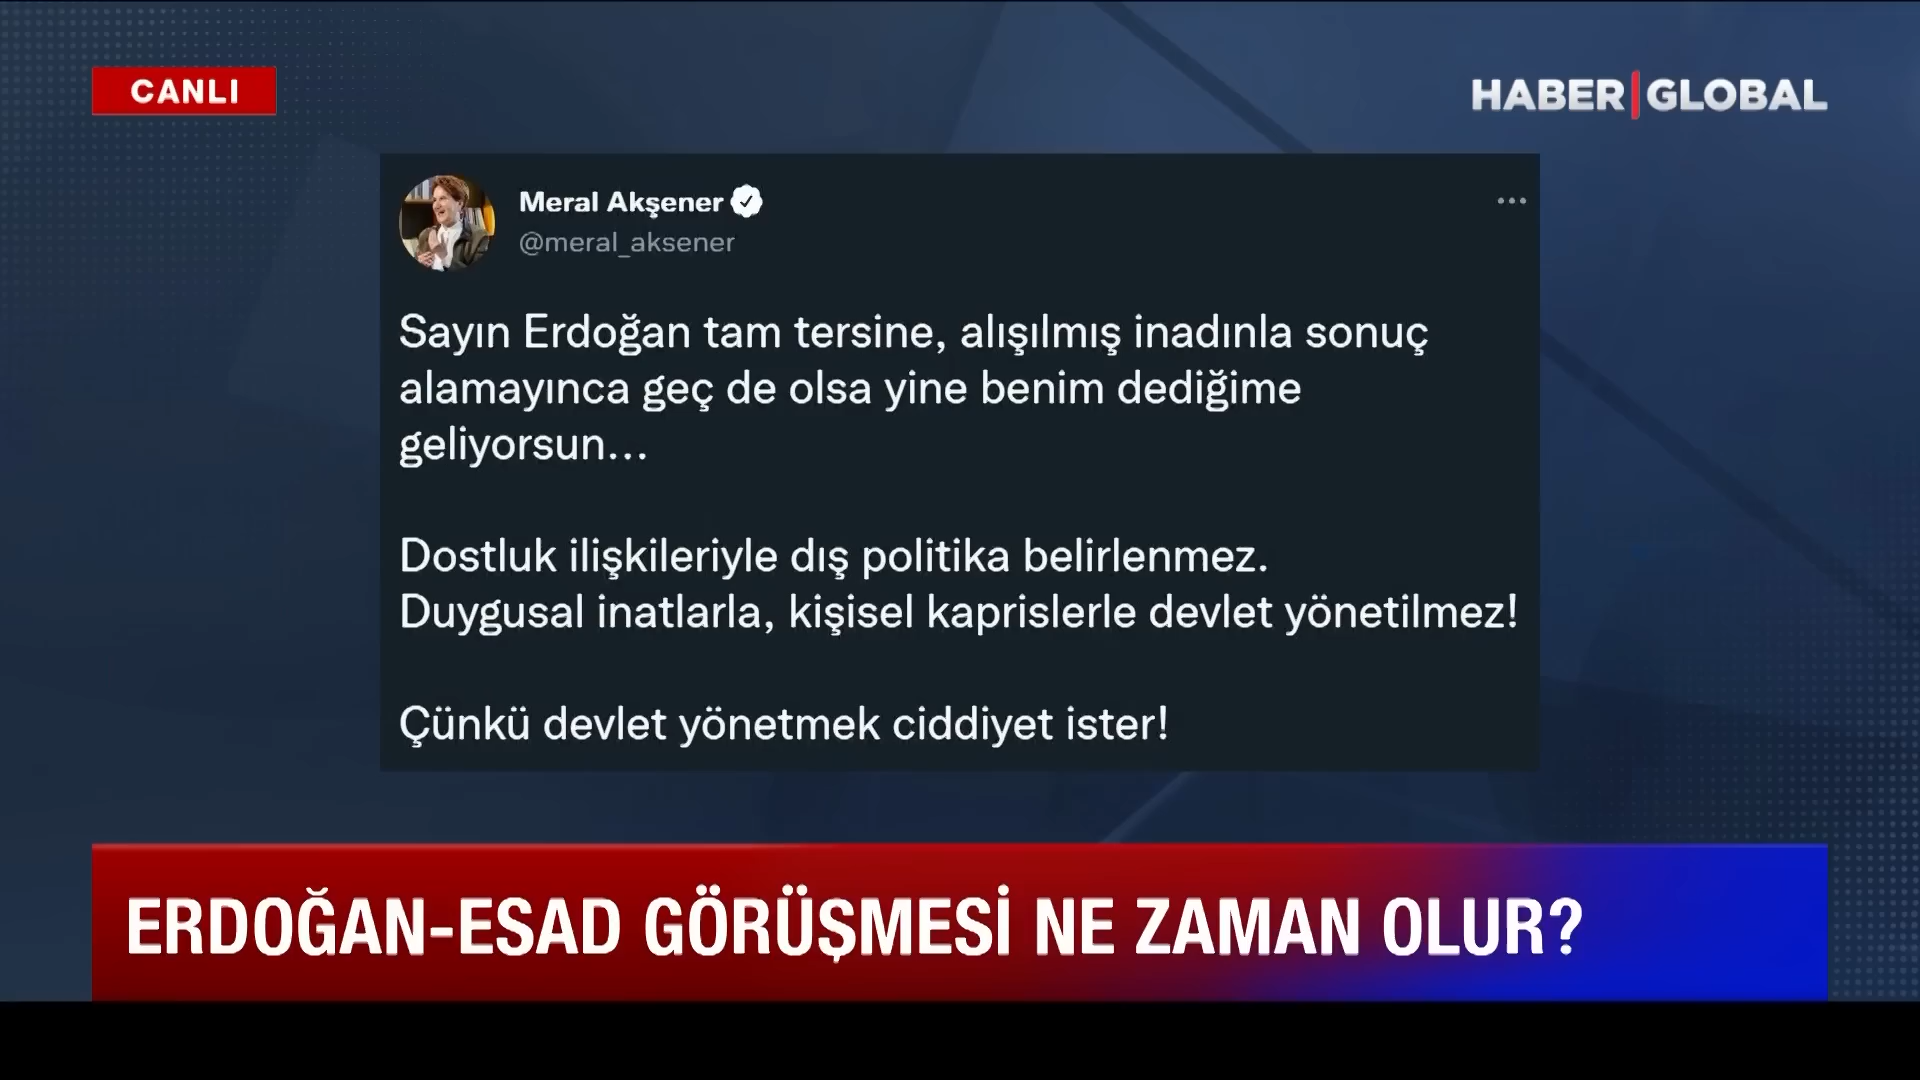 CANLI
HABER GLOBAL
Meral Akşener
@meral_aksener
Sayın Erdoğan tam tersine, alışılmış inadınla sonuç
alamayınca geç de olsa yine benim dediğime
geliyorsun...
Dostluk ilişkileriyle dış politika belirlenmez.
Duygusal inatlarla, kişisel kaprislerle devlet yönetilmez!
Çünkü devlet yönetmek ciddiyet ister!
ERDOĞAN-ESAD GÖRÜŞMESİ NE ZAMAN OLUR?